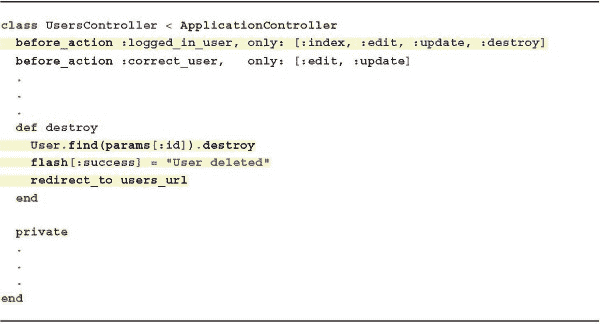 class UsersController < ApplicationController
  before_action :logged_in_user, only: [:index, :edit, :update, :destroy]
  before_action :correct_user,   only: [:edit, :update]
  .
  .
  .
  def destroy
    User.find(params[:id]).destroy
    flash[:success] = "User deleted"
    redirect_to users_url
  end

  private
  .
  .
  .
end